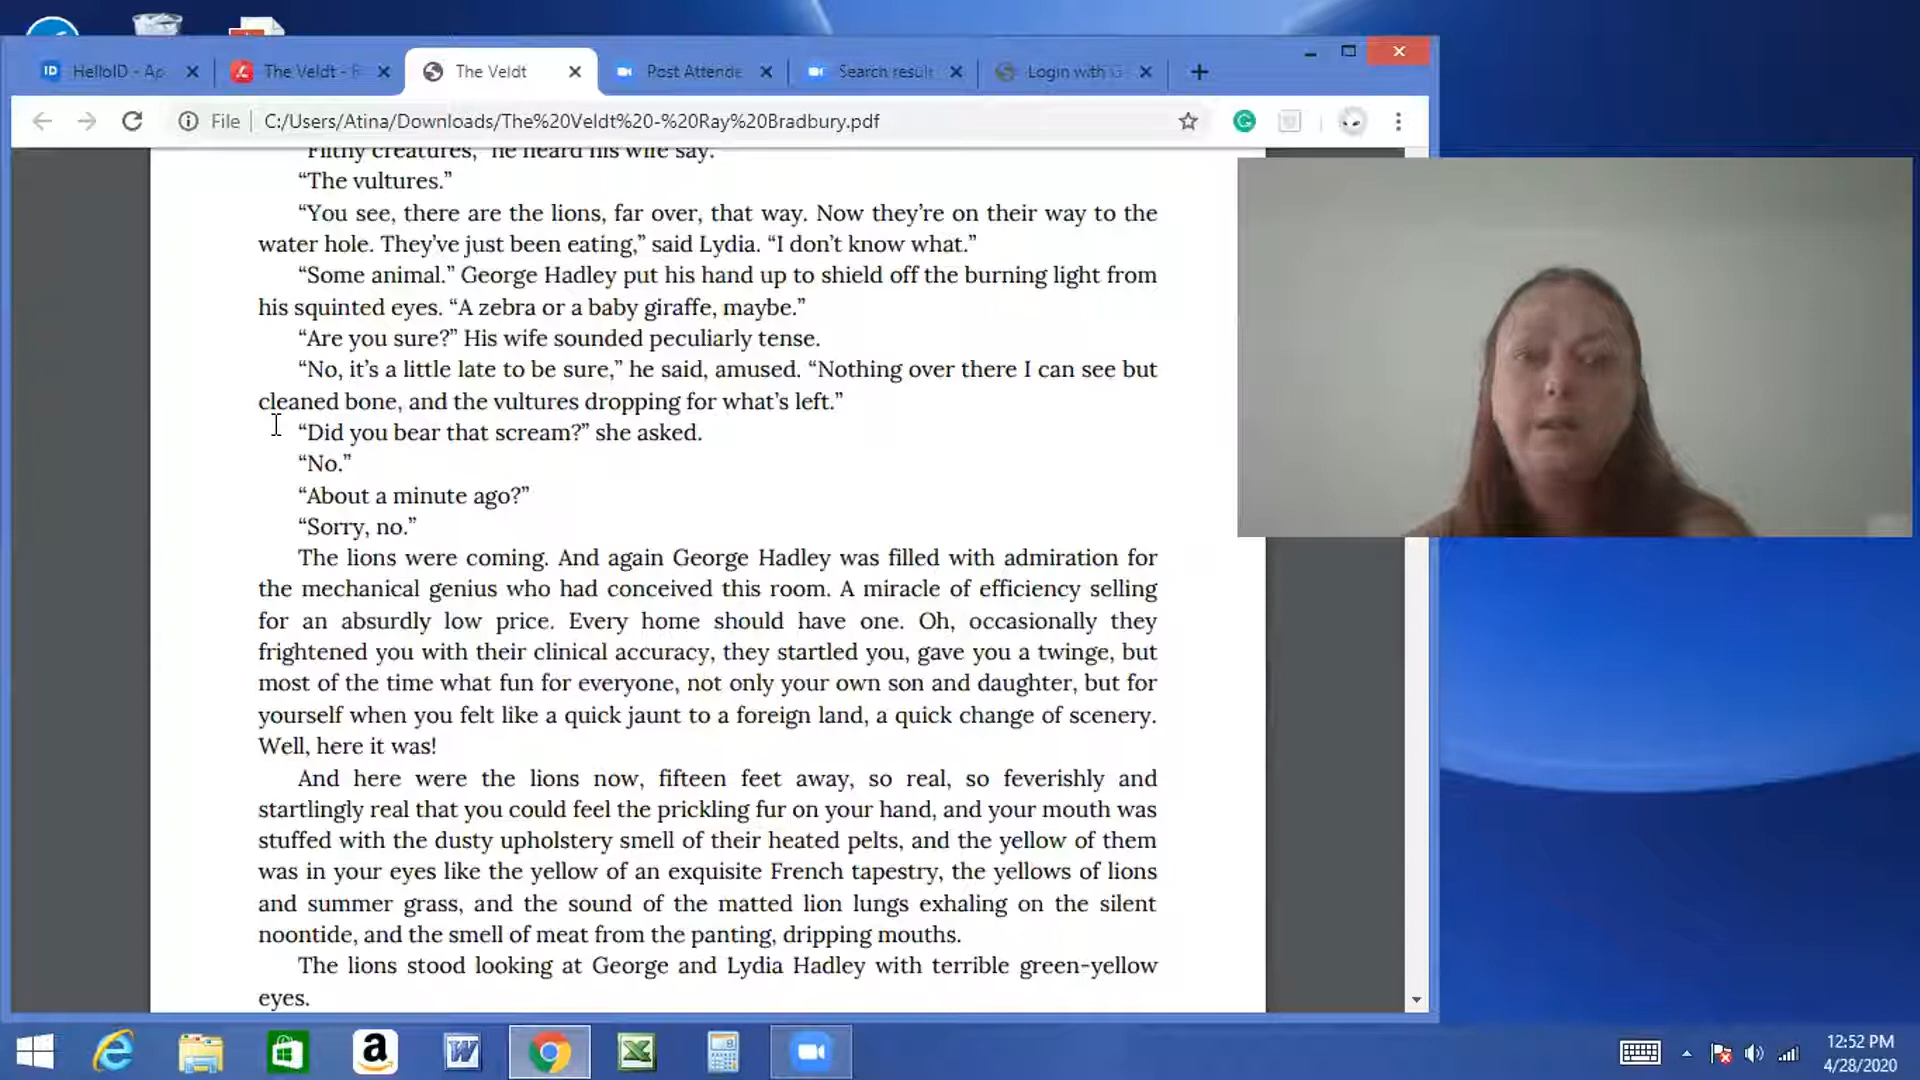 HelloID - Ap
The Veldt - R
The Veldt
Post Attende
Search result
Login with G
File
C:/Users/Atina/Downloads/The%20Veldt%20-%20Ray%20Bradbury.pdf
“Filthy creatures,” he heard his wife say.
“The vultures.”
“You see, there are the lions, far over, that way. Now they’re on their way to the
water hole. They’ve just been eating,” said Lydia. “I don’t know what.”
“Some animal.” George Hadley put his hand up to shield off the burning light from
his squinted eyes. “A zebra or a baby giraffe, maybe.”
“Are you sure?” His wife sounded peculiarly tense.
“No, it’s a little late to be sure,” he said, amused. “Nothing over there I can see but
cleaned bone, and the vultures dropping for what’s left.”
“Did you bear that scream?” she asked.
“No.”
“About a minute ago?”
“Sorry, no.”
The lions were coming. And again George Hadley was filled with admiration for
the mechanical genius who had conceived this room. A miracle of efficiency selling
for an absurdly low price. Every home should have one. Oh, occasionally they
frightened you with their clinical accuracy, they startled you, gave you a twinge, but
most of the time what fun for everyone, not only your own son and daughter, but for
yourself when you felt like a quick jaunt to a foreign land, a quick change of scenery.
Well, here it was!
And here were the lions now, fifteen feet away, so real, so feverishly and
startlingly real that you could feel the prickling fur on your hand, and your mouth was
stuffed with the dusty upholstery smell of their heated pelts, and the yellow of them
was in your eyes like the yellow of an exquisite French tapestry, the yellows of lions
and summer grass, and the sound of the matted lion lungs exhaling on the silent
noontide, and the smell of meat from the panting, dripping mouths.
The lions stood looking at George and Lydia Hadley with terrible green-yellow
eyes.
12:52 PM
4/28/2020